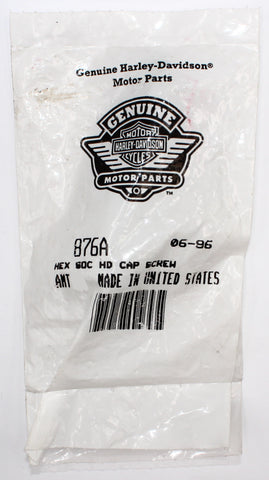 Genuine Harley-Davidson®
Motor Parts
GENUINE
MOTOR
HARLEY-DAVIDSON
CYCLES
MOTOR PARTS
876A 06-96
HEX SOC HD CAP SCREW
AMT MADE IN UNITED STATES